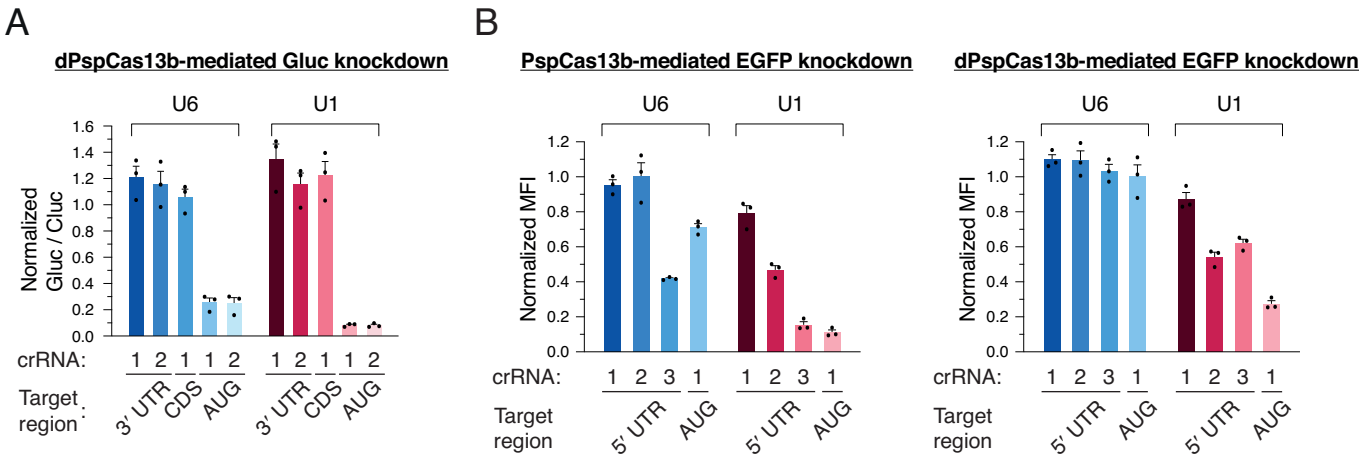 A
dPspCas13b-mediated Gluc knockdown
U6 U1
Normalized
Gluc / Cluc
1.6
1.4
1.2
1.0
0.8
0.6
0.4
0.2
0.0
crRNA: 1 2 1 1 2 1 2 1 1 2
Target
region :
3′ UTR CDS AUG 3′ UTR CDS AUG
B
PspCas13b-mediated EGFP knockdown
U6 U1
Normalized MFI
1.2
1.0
0.8
0.6
0.4
0.2
0.0
crRNA: 1 2 3 1 1 2 3 1
Target
region :
5′ UTR AUG 5′ UTR AUG
dPspCas13b-mediated EGFP knockdown
U6 U1
Normalized MFI
1.2
1.0
0.8
0.6
0.4
0.2
0.0
crRNA: 1 2 3 1 1 2 3 1
Target
region :
5′ UTR AUG 5′ UTR AUG